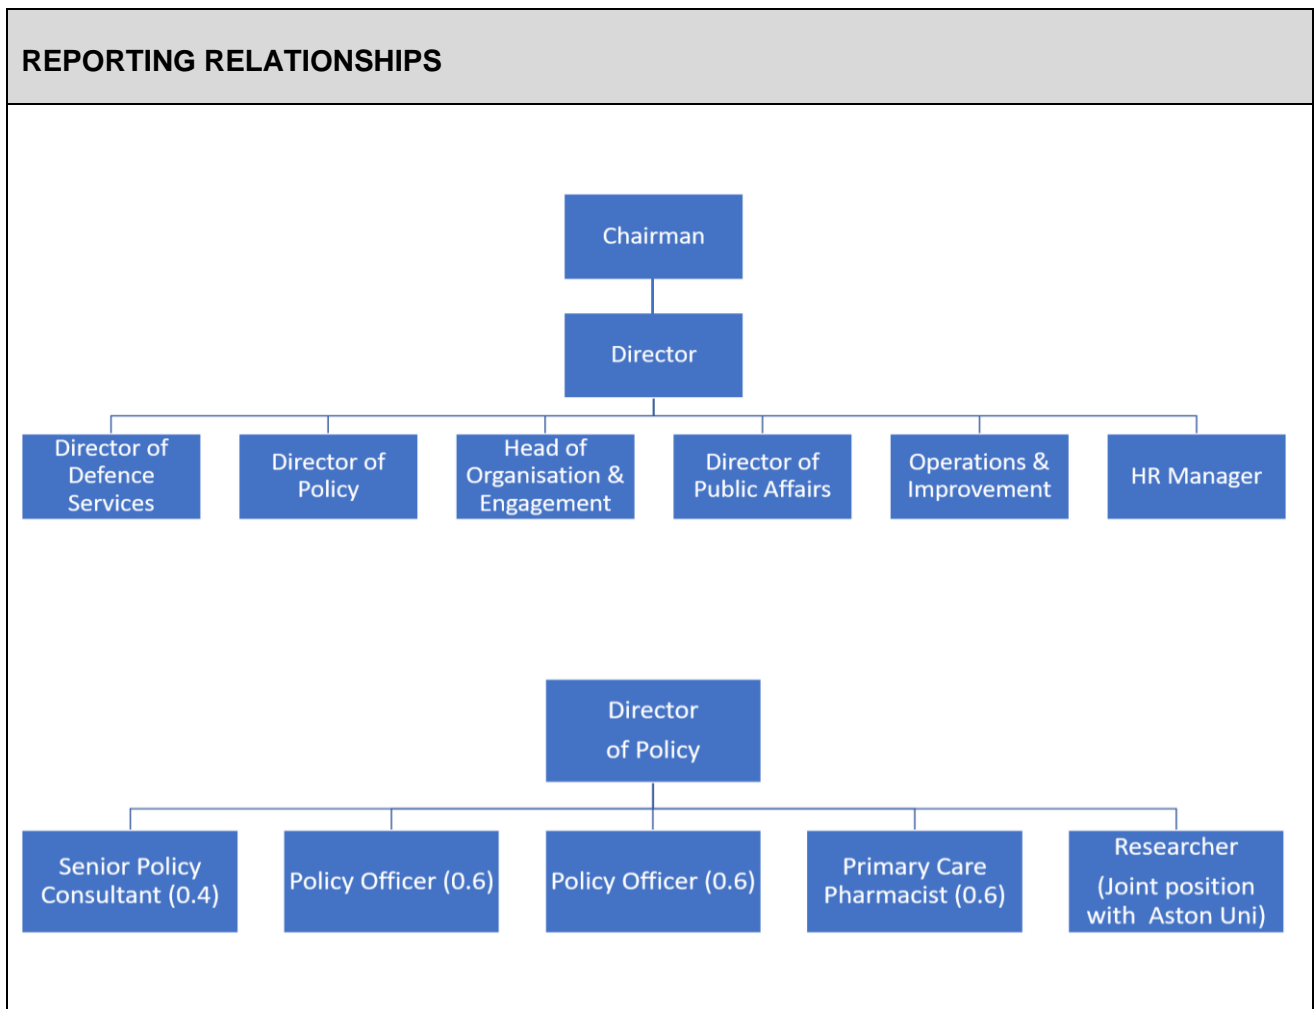 REPORTING RELATIONSHIPS
Chairman
Director
Director of
Defence
Services
Director of
Policy
Head of
Organisation &
Engagement
Director of
Public Affairs
Operations &
Improvement
HR Manager
Director
of Policy
Senior Policy
Consultant (0.4)
Policy Officer (0.6)
Policy Officer (0.6)
Primary Care
Pharmacist (0.6)
Researcher
(Joint position
with Aston Uni)